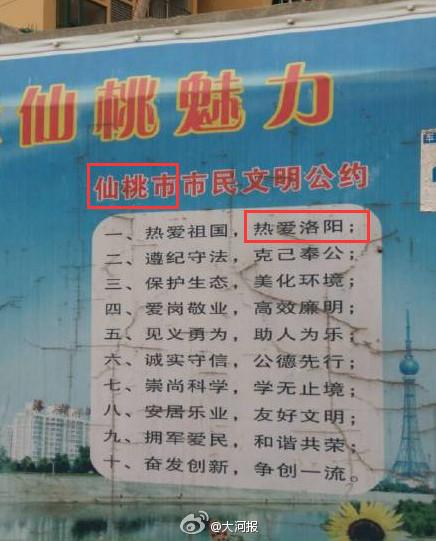 仙桃魅力
仙桃市市民文明公约
一、热爱祖国，热爱洛阳；
二、遵纪守法，克己奉公；
三、保护生态，美化环境；
四、爱岗敬业，高效廉明；
五、见义勇为，助人为乐；
六、诚实守信，公德先行；
七、崇尚科学，学无止境；
八、安居乐业，友好文明；
九、拥军爱民，和谐共荣；
十、奋发创新，争创一流。
@大河报